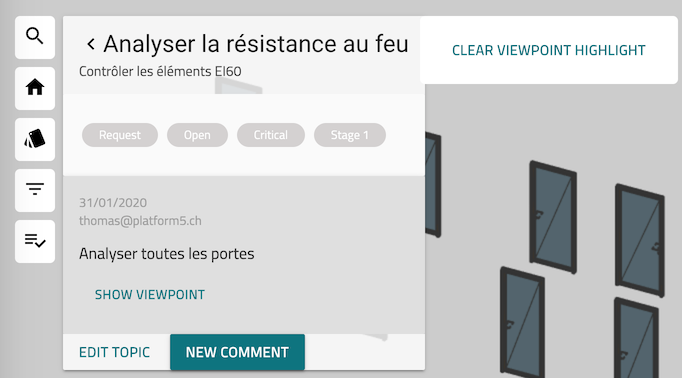 Analyser la résistance au feu
CLEAR VIEWPOINT HIGHLIGHT
Contrôler les éléments EI60
Request Open Critical Stage 1
31/01/2020
thomas@platform5.ch
Analyser toutes les portes
SHOW VIEWPOINT
EDIT TOPIC NEW COMMENT